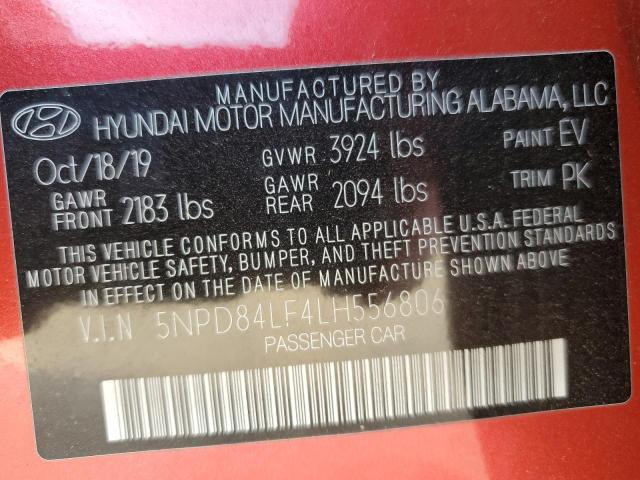 MANUFACTURED BY
HYUNDAI MOTOR MANUFACTURING ALABAMA, LLC
Oct/18/19 GVWR 3924 lbs PAINT EV
GAWR FRONT 2183 lbs GAWR REAR 2094 lbs TRIM PK
THIS VEHICLE CONFORMS TO ALL APPLICABLE U.S.A. FEDERAL
MOTOR VEHICLE SAFETY, BUMPER, AND THEFT PREVENTION STANDARDS
IN EFFECT ON THE DATE OF MANUFACTURE SHOWN ABOVE
V.I.N 5NPD84LF4LH556806
PASSENGER CAR